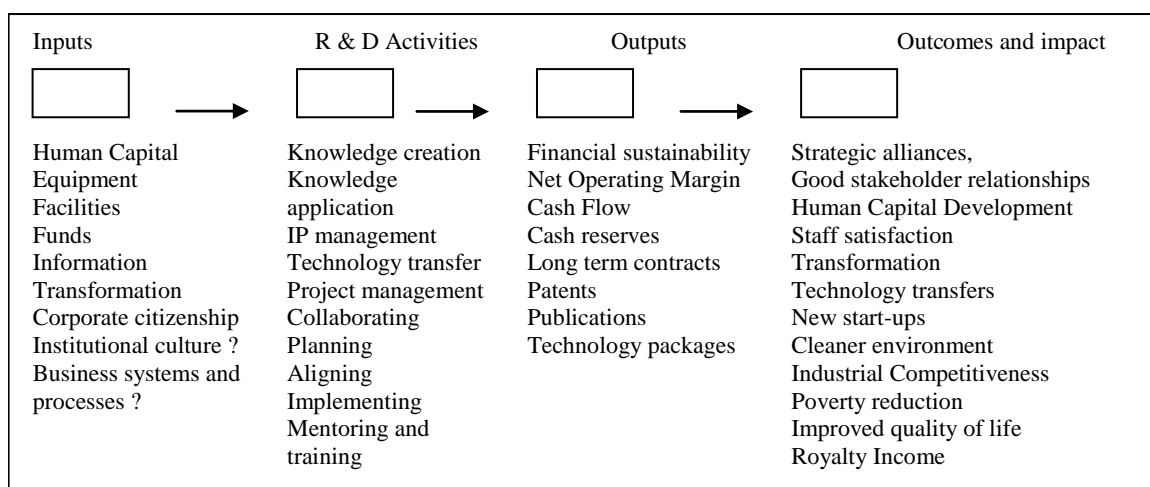 Inputs
R & D Activities
Outputs
Outcomes and impact
Human Capital
Equipment
Facilities
Funds
Information
Transformation
Corporate citizenship
Institutional culture ?
Business systems and
processes ?
Knowledge creation
Knowledge
application
IP management
Technology transfer
Project management
Collaborating
Planning
Aligning
Implementing
Mentoring and
training
Financial sustainability
Net Operating Margin
Cash Flow
Cash reserves
Long term contracts
Patents
Publications
Technology packages
Strategic alliances,
Good stakeholder relationships
Human Capital Development
Staff satisfaction
Transformation
Technology transfers
New start-ups
Cleaner environment
Industrial Competitiveness
Poverty reduction
Improved quality of life
Royalty Income